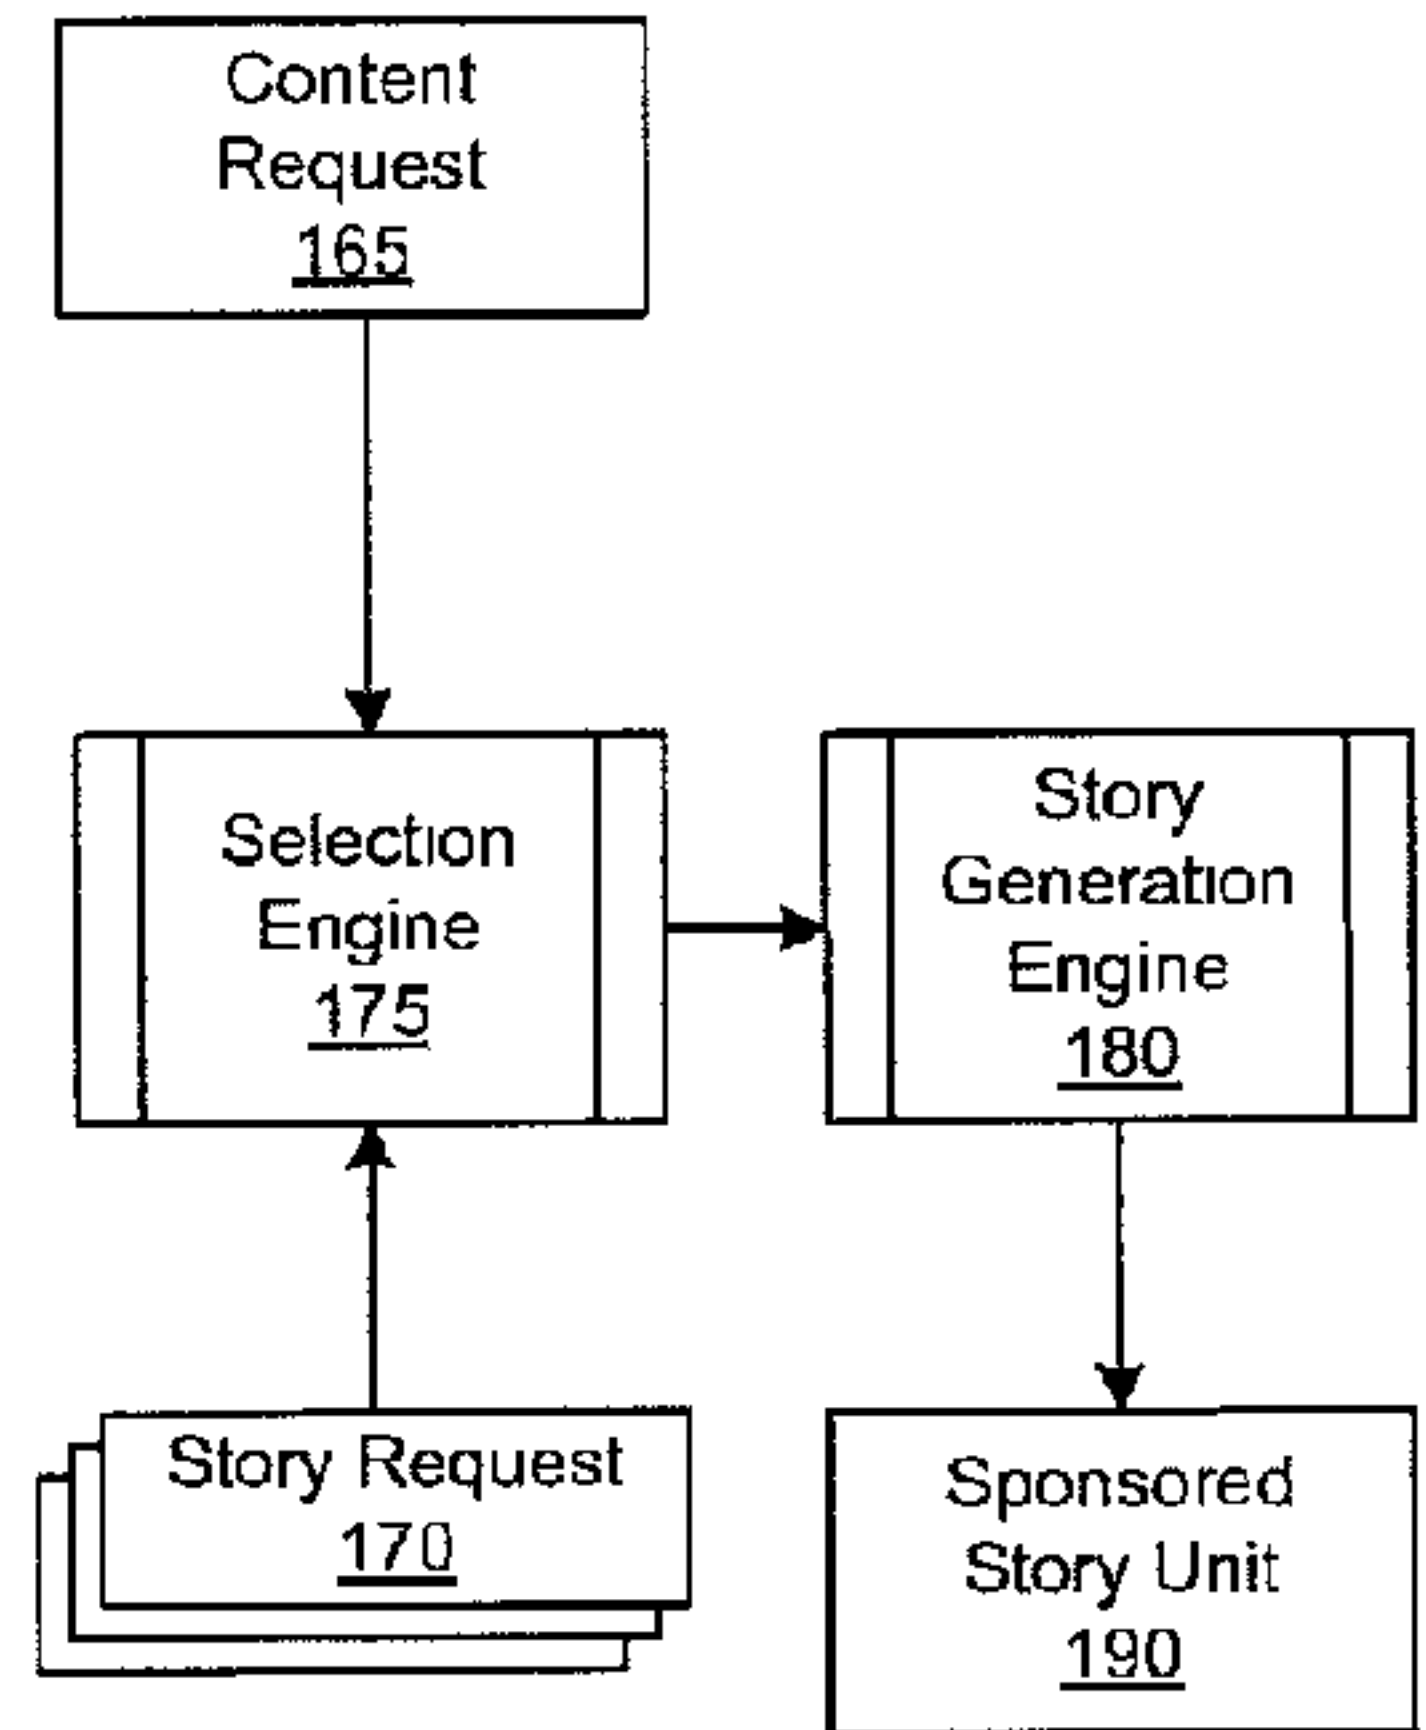 Content
Request
165
Selection
Engine
175
Story
Generation
Engine
180
Story Request
170
Sponsored
Story Unit
190